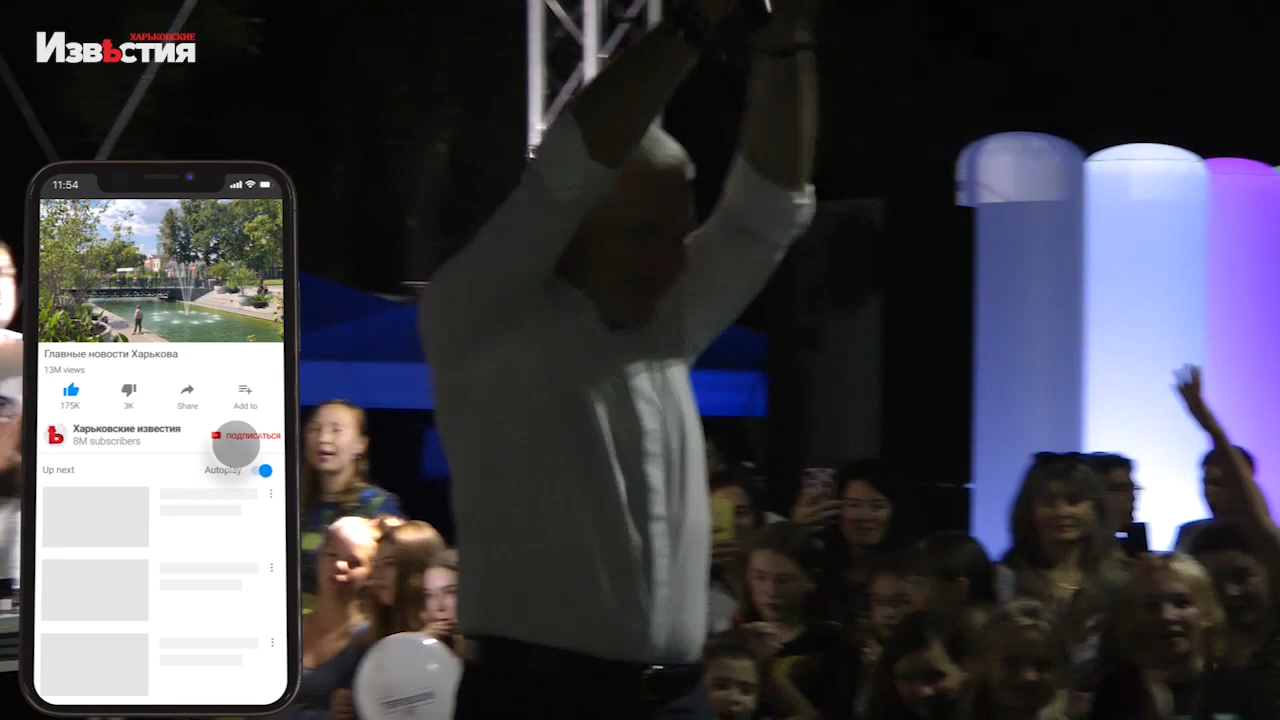 ХАРЬКОВСКИЕ
ИзвѢстия
11:54
Главные новости Харькова
13M views
175K 3K Share Add to
Харьковские известия
8M subscribers
ПОДПИСАТЬСЯ
Up next Autoplay